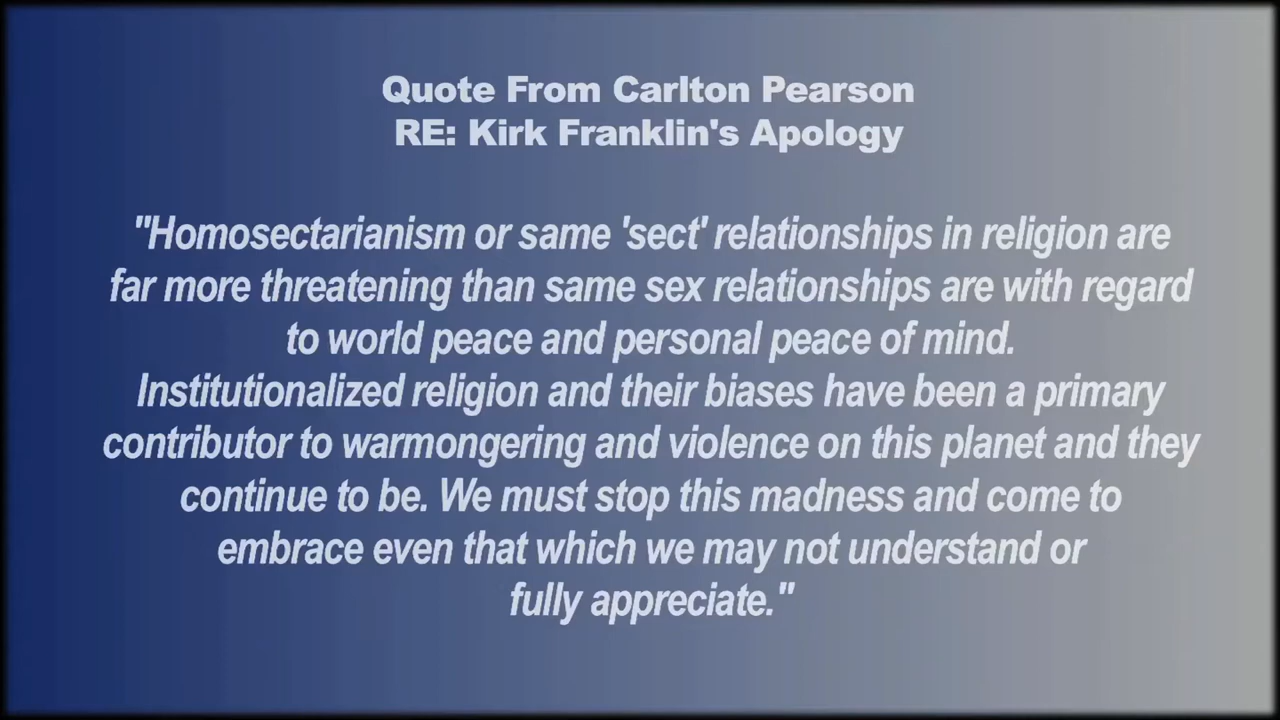 Quote From Carlton Pearson
RE: Kirk Franklin's Apology
"Homosectarianism or same 'sect' relationships in religion are
far more threatening than same sex relationships are with regard
to world peace and personal peace of mind.
Institutionalized religion and their biases have been a primary
contributor to warmongering and violence on this planet and they
continue to be. We must stop this madness and come to
embrace even that which we may not understand or
fully appreciate."